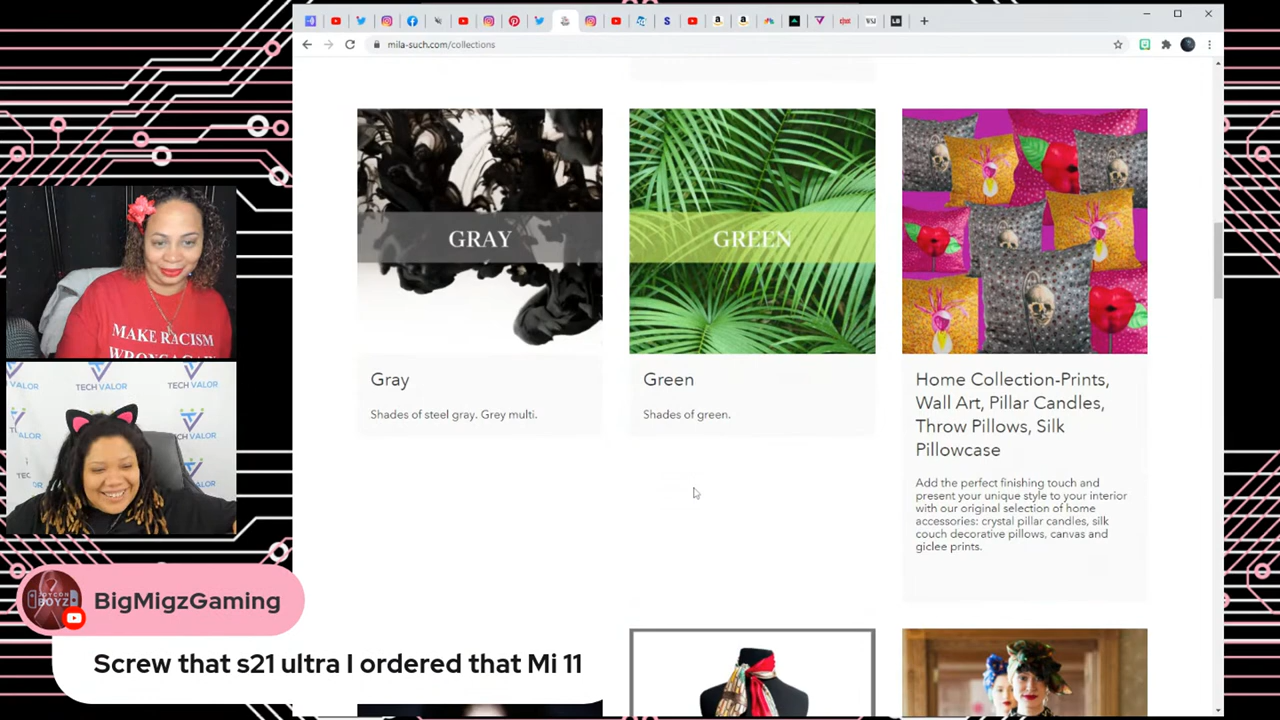 mila-such.com/collections
GRAY
GREEN
Gray
Shades of steel gray. Grey multi.
Green
Shades of green.
Home Collection-Prints,
Wall Art, Pillar Candles,
Throw Pillows, Silk
Pillowcase
Add the perfect finishing touch and
present your unique style to your interior
with our original selection of home
accessories: crystal pillar candles, silk
couch decorative pillows, canvas and
giclee prints.
MAKE RACISM
WRONG AGAIN
TECH VALOR
TECH VALOR
TECH VALOR
BigMigzGaming
JOYCON
BOYZ
Screw that s21 ultra I ordered that Mi 11